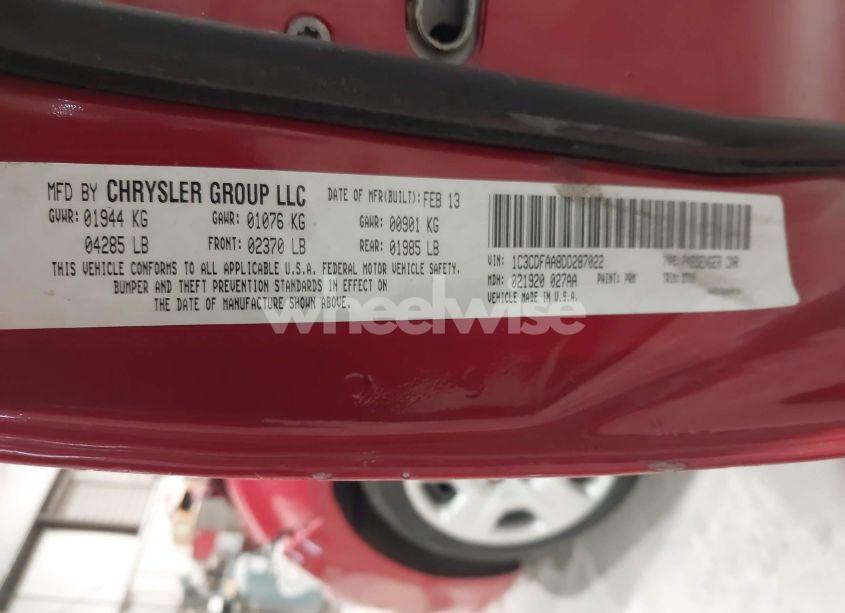 MFD BY CHRYSLER GROUP LLC DATE OF MFR(BUILT): FEB 13
GVWR: 01944 KG GAWR: 01076 KG GAWR: 00901 KG
04285 LB FRONT: 02370 LB REAR: 01985 LB
THIS VEHICLE CONFORMS TO ALL APPLICABLE U.S.A. FEDERAL MOTOR VEHICLE SAFETY,
BUMPER AND THEFT PREVENTION STANDARDS IN EFFECT ON
THE DATE OF MANUFACTURE SHOWN ABOVE.
VIN: 1C3CDFAA8DD287022 TYPE: PASSENGER CAR
MDH: 021920 027AA PAINT: PRM TRIM:
VEHICLE MADE IN U.S.A.
wheelwise